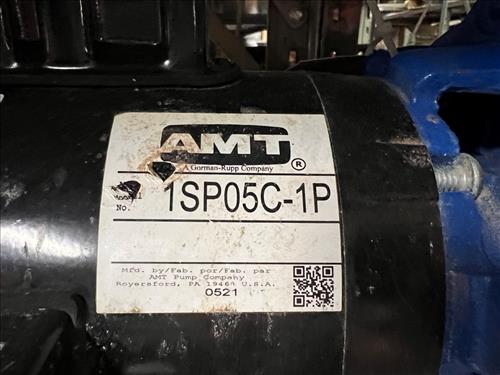 AMT
®
A Gorman-Rupp Company
No. 1SP05C-1P
Mfd. by/Fab. por/Fab. par
AMT Pump Company
Royersford, PA 19468 U.S.A.
0521